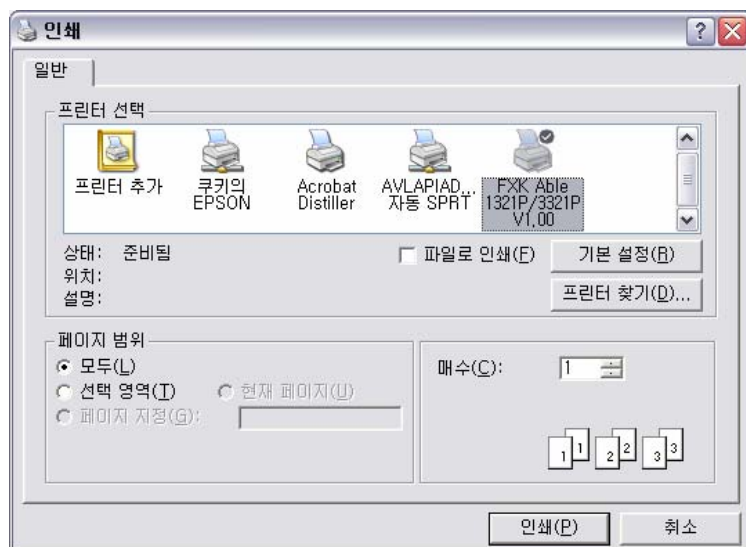 인쇄
일반
프린터 선택
프린터 추가
쿠키의
EPSON
Acrobat
Distiller
AVLAPIAD...
자동 SPRT
FXK Able
1321P/3321P
V1,00
상태: 준비됨
위치:
설명:
파일로 인쇄(F)
기본 설정(R)
프린터 찾기(D)...
페이지 범위
모두(L)
선택 영역(T)
현재 페이지(U)
페이지 지정(G):
매수(C):
1
1 1 2 2 3 3
인쇄(P)
취소